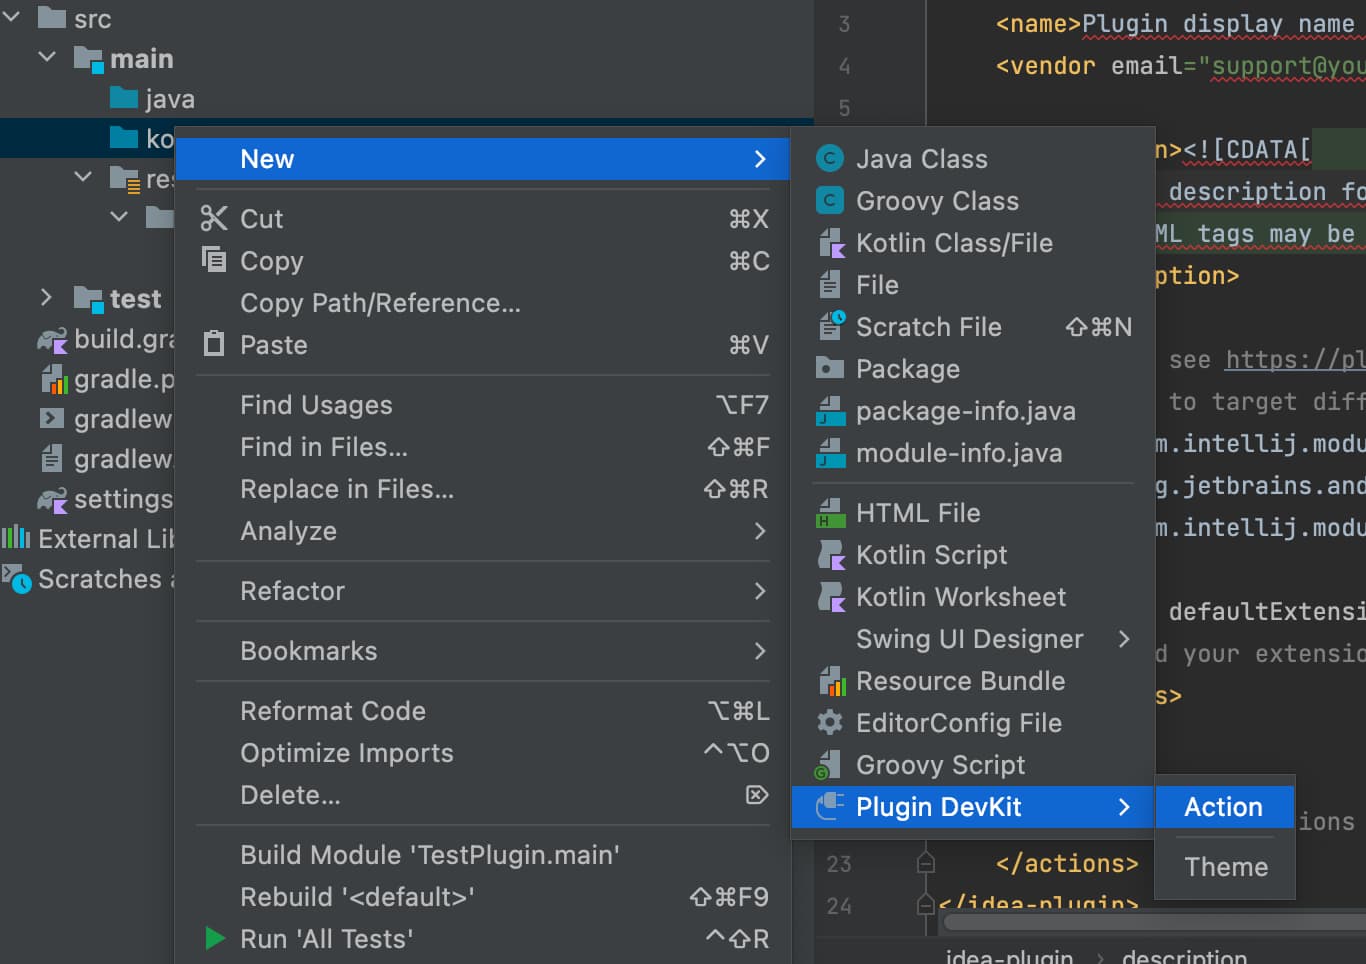 src
main
java
ko
res
test
build.gra
gradle.p
gradlew
gradlew.
settings
External Lib
Scratches a
New
Cut ⌘X
Copy ⌘C
Copy Path/Reference...
Paste ⌘V
Find Usages ⌥F7
Find in Files... ⇧⌘F
Replace in Files... ⇧⌘R
Analyze
Refactor
Bookmarks
Reformat Code ⌥⌘L
Optimize Imports ^⌥O
Delete... ⌦
Build Module 'TestPlugin.main'
Rebuild '<default>' ⇧⌘F9
Run 'All Tests' ^⇧R
Java Class
Groovy Class
Kotlin Class/File
File
Scratch File ⇧⌘N
Package
package-info.java
module-info.java
HTML File
Kotlin Script
Kotlin Worksheet
Swing UI Designer
Resource Bundle
EditorConfig File
Groovy Script
Plugin DevKit
Action
Theme
3 <name>Plugin display name
4 <vendor email="support@you
5
n><![CDATA[
description fo
ML tags may be
ption>
see https://pl
to target diff
m.intellij.modu
g.jetbrains.and
m.intellij.modu
defaultExtensi
d your extensio
s>
ions
23 </actions>
24 </idea-plugin>
idea-plugin › description